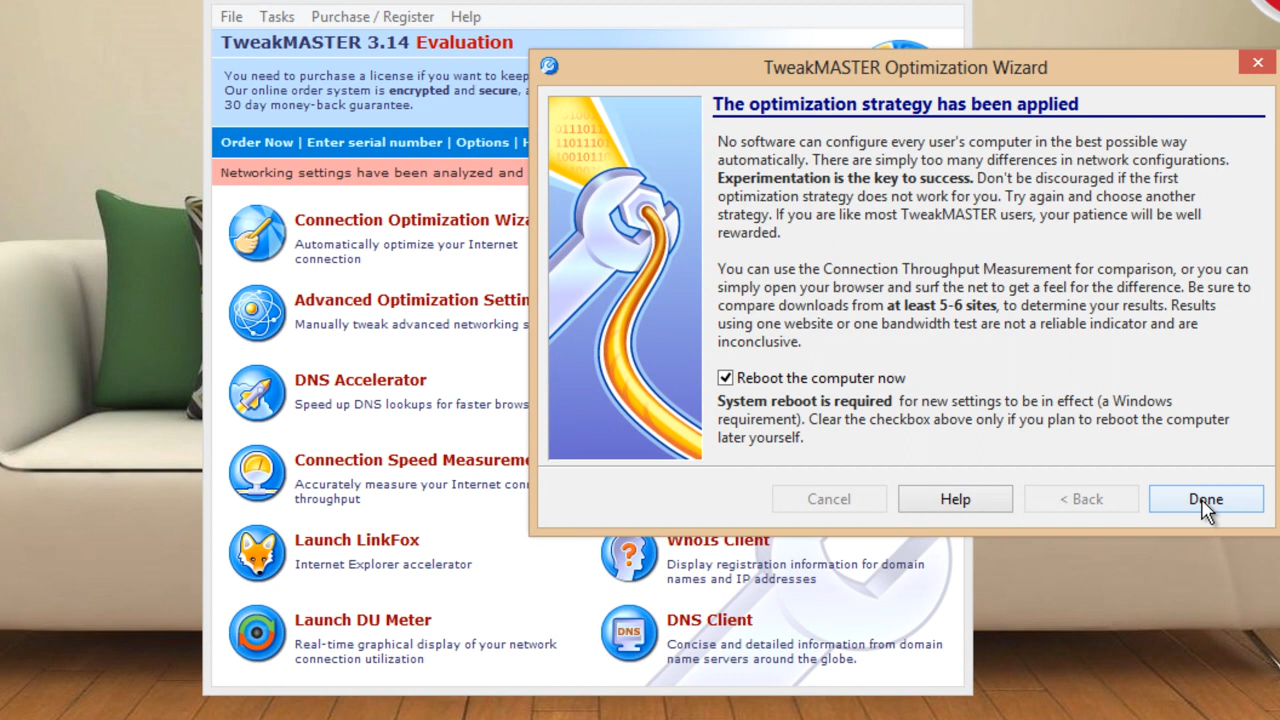 File Tasks Purchase / Register Help
TweakMASTER 3.14 Evaluation
You need to purchase a license if you want to keep
Our online order system is encrypted and secure,
30 day money-back guarantee.
Order Now | Enter serial number | Options |
Networking settings have been analyzed and
Connection Optimization Wiza
Automatically optimize your Internet
connection
Advanced Optimization Settin
Manually tweak advanced networking s
DNS Accelerator
Speed up DNS lookups for faster brows
Connection Speed Measureme
Accurately measure your Internet con
throughput
Launch LinkFox
Internet Explorer accelerator
Launch DU Meter
Real-time graphical display of your network
connection utilization
WhoIs Client
Display registration information for domain
names and IP addresses
DNS
DNS Client
Concise and detailed information from domain
name servers around the globe.
TweakMASTER Optimization Wizard
The optimization strategy has been applied
No software can configure every user's computer in the best possible way
automatically. There are simply too many differences in network configurations.
Experimentation is the key to success. Don't be discouraged if the first
optimization strategy does not work for you. Try again and choose another
strategy. If you are like most TweakMASTER users, your patience will be well
rewarded.
You can use the Connection Throughput Measurement for comparison, or you can
simply open your browser and surf the net to get a feel for the difference. Be sure to
compare downloads from at least 5-6 sites, to determine your results. Results
using one website or one bandwidth test are not a reliable indicator and are
inconclusive.
Reboot the computer now
System reboot is required for new settings to be in effect (a Windows
requirement). Clear the checkbox above only if you plan to reboot the computer
later yourself.
Cancel Help < Back Done